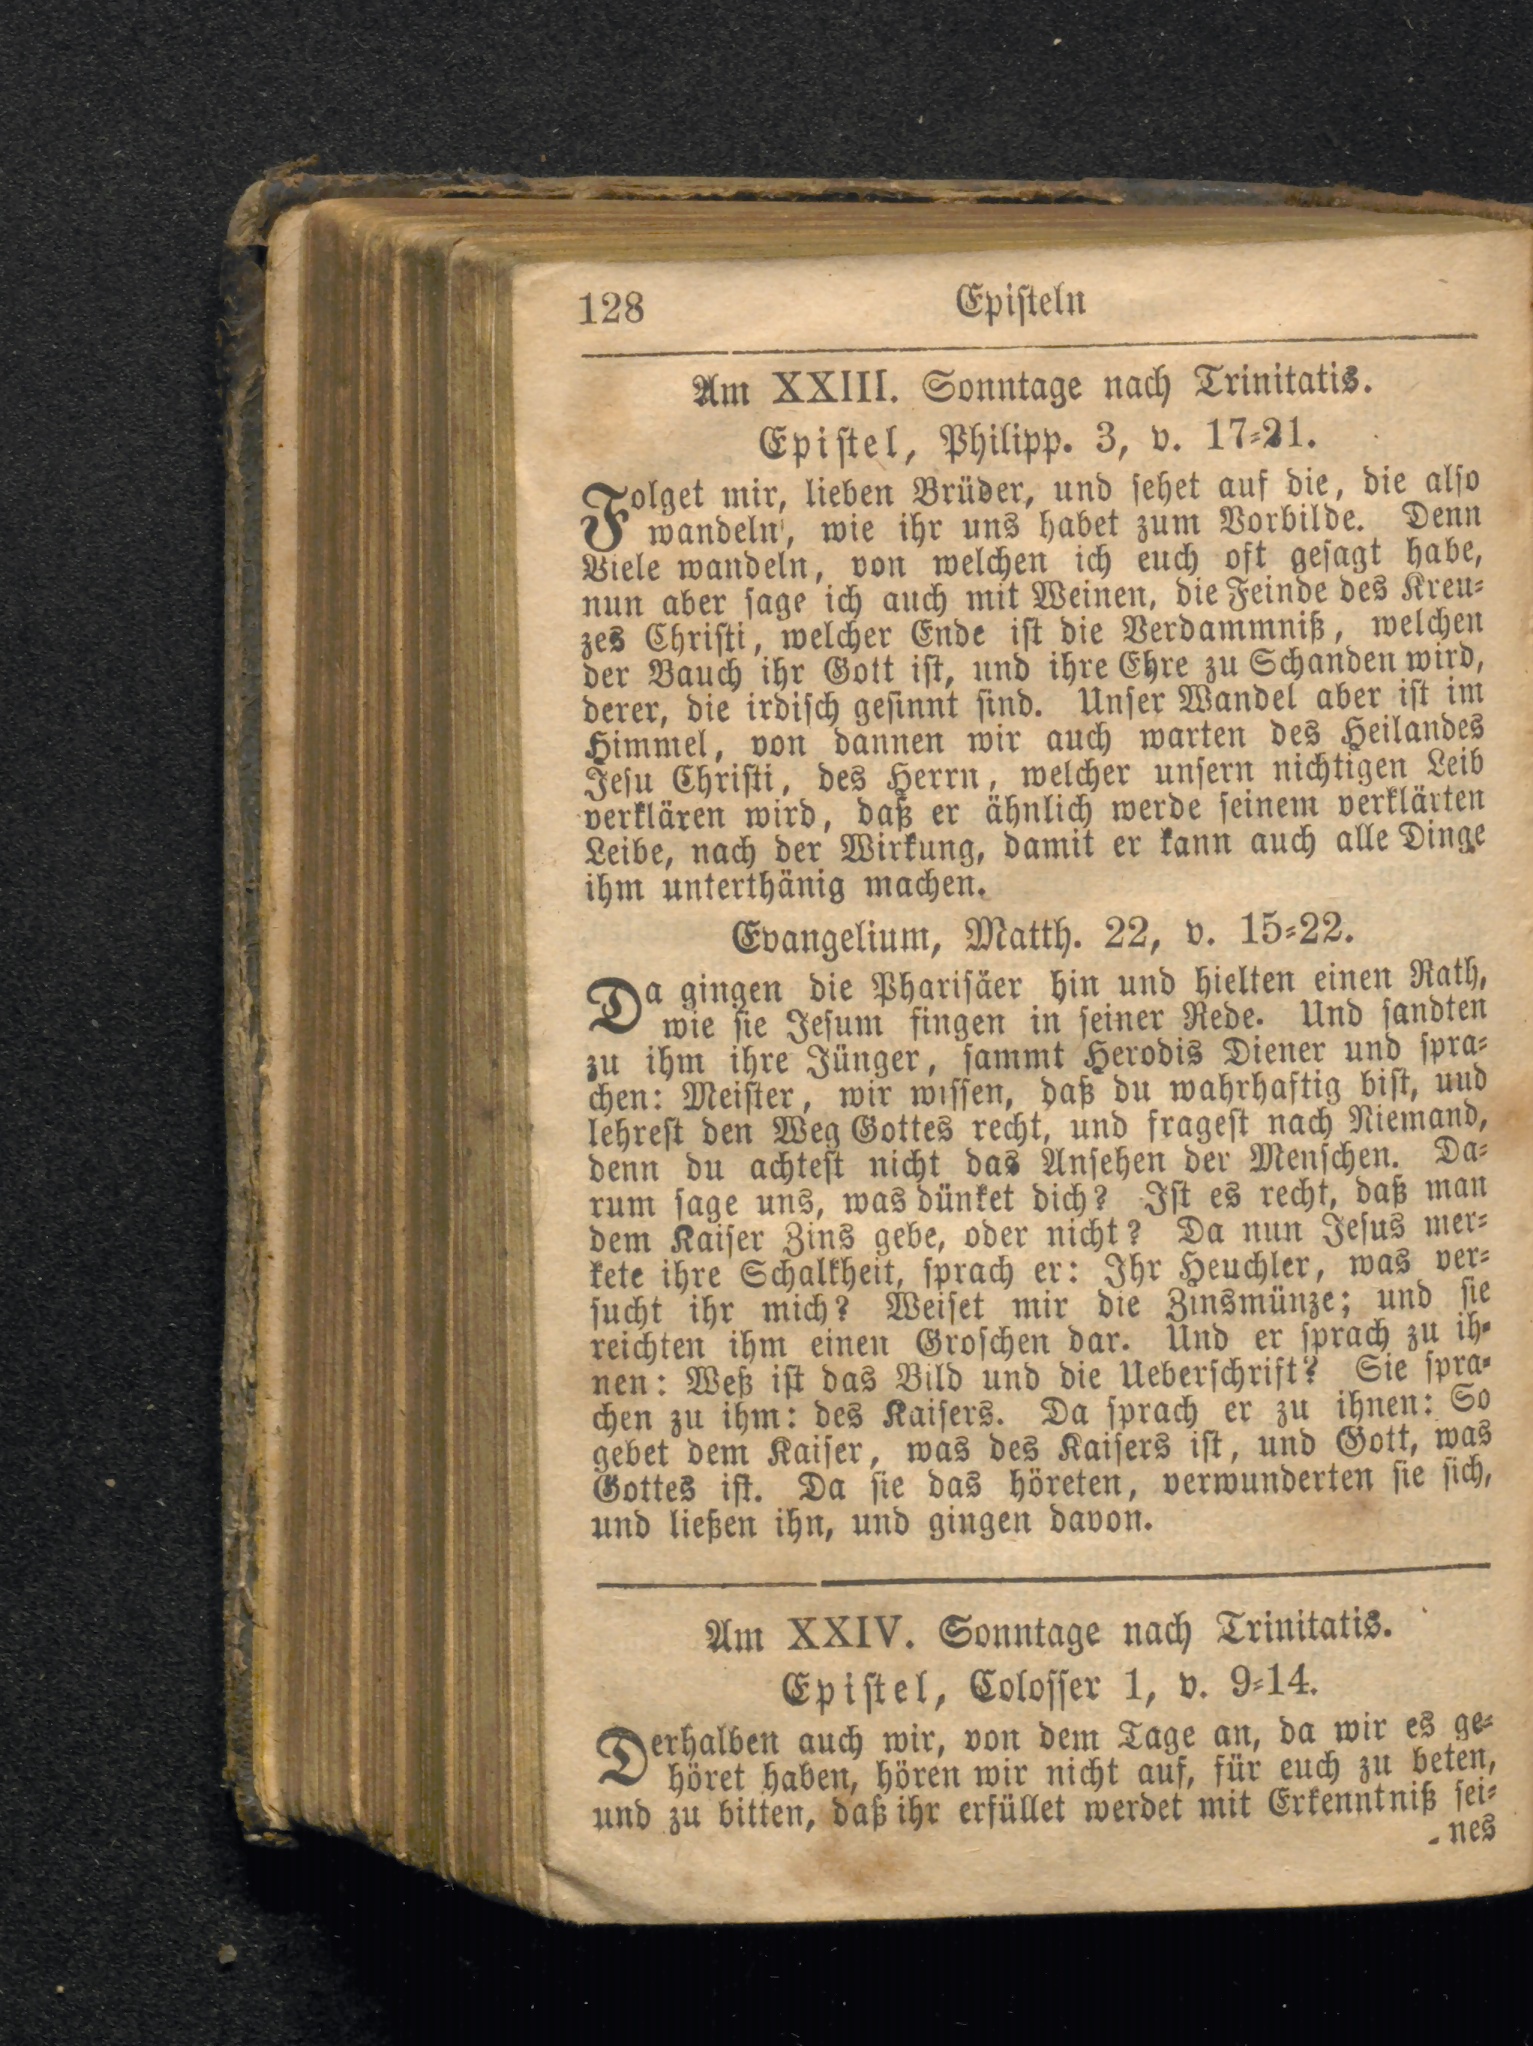 128 Episteln
Am XXIII. Sonntage nach Trinitatis.
Epistel, Philipp. 3, v. 17=21.
Folget mir, lieben Brüder, und sehet auf die, die also
wandeln, wie ihr uns habet zum Vorbilde. Denn
Viele wandeln, von welchen ich euch oft gesagt habe,
nun aber sage ich auch mit Weinen, die Feinde des Kreu=
zes Christi, welcher Ende ist die Verdammniß, welchen
der Bauch ihr Gott ist, und ihre Ehre zu Schanden wird,
derer, die irdisch gesinnt sind. Unser Wandel aber ist im
Himmel, von dannen wir auch warten des Heilandes
Jesu Christi, des Herrn, welcher unsern nichtigen Leib
verklären wird, daß er ähnlich werde seinem verklärten
Leibe, nach der Wirkung, damit er kann auch alle Dinge
ihm unterthänig machen.
Evangelium, Matth. 22, v. 15=22.
Da gingen die Pharisäer hin und hielten einen Rath,
wie sie Jesum fingen in seiner Rede. Und sandten
zu ihm ihre Jünger, sammt Herodis Diener und spra=
chen: Meister, wir wissen, daß du wahrhaftig bist, und
lehrest den Weg Gottes recht, und fragest nach Niemand,
denn du achtest nicht das Ansehen der Menschen. Da=
rum sage uns, was dünket dich? Ist es recht, daß man
dem Kaiser Zins gebe, oder nicht? Da nun Jesus mer=
kete ihre Schalkheit, sprach er: Ihr Heuchler, was ver=
sucht ihr mich? Weiset mir die Zinsmünze; und sie
reichten ihm einen Groschen dar. Und er sprach zu ih=
nen: Weß ist das Bild und die Ueberschrift? Sie spra=
chen zu ihm: des Kaisers. Da sprach er zu ihnen: So
gebet dem Kaiser, was des Kaisers ist, und Gott, was
Gottes ist. Da sie das höreten, verwunderten sie sich,
und ließen ihn, und gingen davon.
Am XXIV. Sonntage nach Trinitatis.
Epistel, Colosser 1, v. 9=14.
Derhalben auch wir, von dem Tage an, da wir es ge=
höret haben, hören wir nicht auf, für euch zu beten,
und zu bitten, daß ihr erfüllet werdet mit Erkenntniß sei=
nes